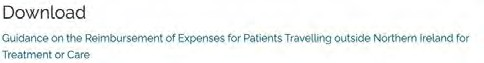 Download
Guidance on the Reimbursement of Expenses for Patients Travelling outside Northern Ireland for
Treatment or Care